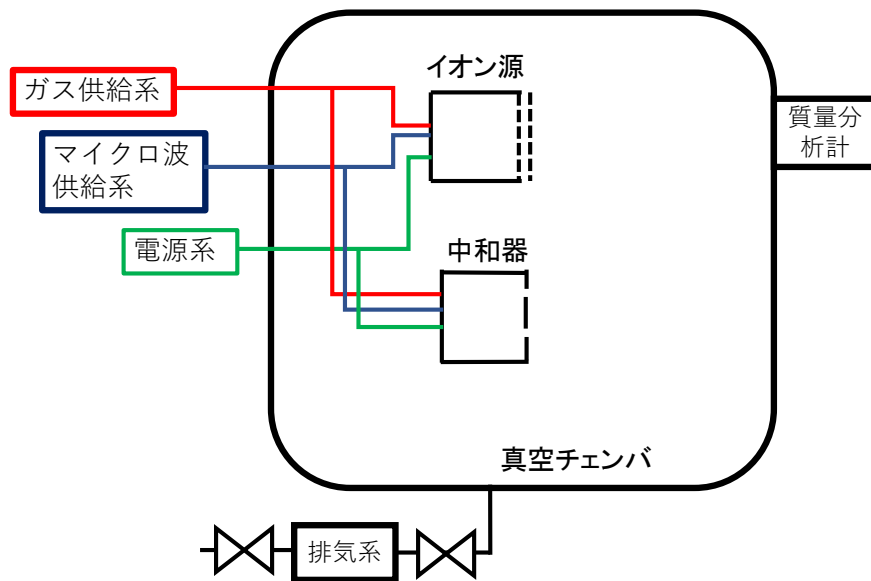 イオン源
ガス供給系
質量分
析計
マイクロ波
供給系
電源系
中和器
真空チェンバ
排気系